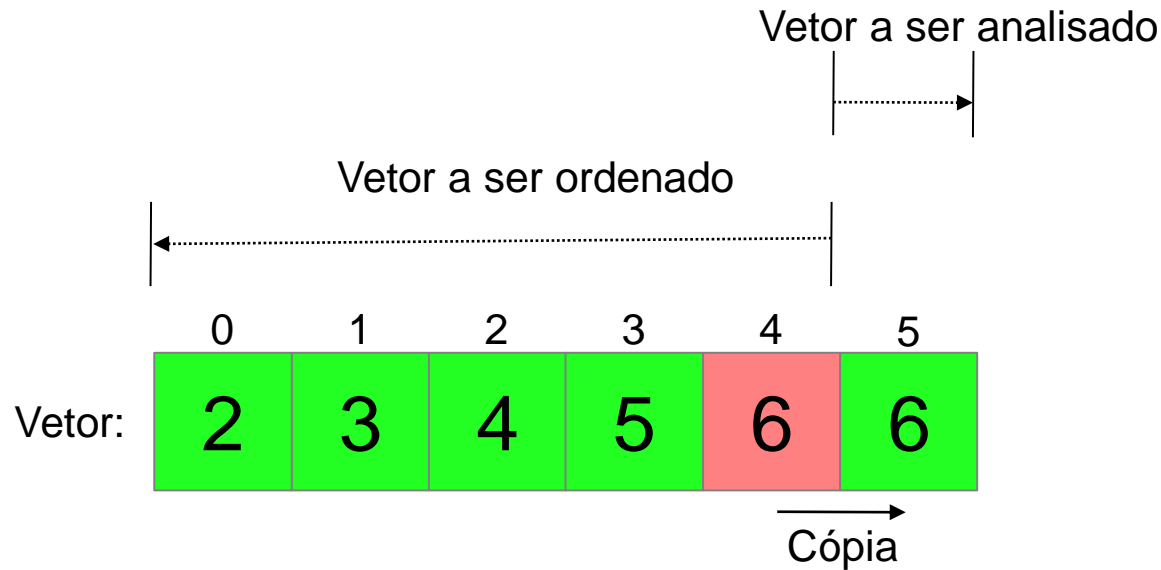 Vetor a ser analisado
Vetor a ser ordenado
0 1 2 3 4 5
Vetor: 2 3 4 5 6 6
Cópia